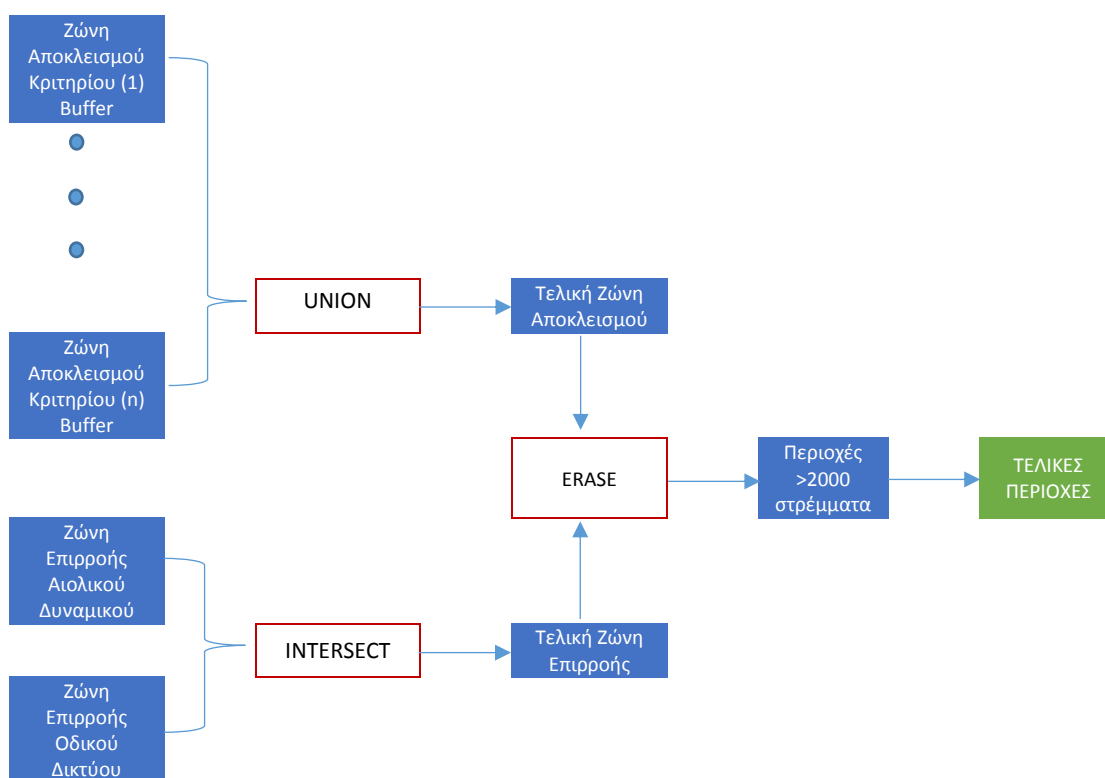 Ζώνη
Αποκλεισμού
Κριτηρίου (1)
Buffer
UNION
Τελική Ζώνη
Αποκλεισμού
Ζώνη
Αποκλεισμού
Κριτηρίου (n)
Buffer
ERASE
Περιοχές
>2000
στρέμματα
ΤΕΛΙΚΕΣ
ΠΕΡΙΟΧΕΣ
Ζώνη
Επιρροής
Αιολικού
Δυναμικού
INTERSECT
Τελική Ζώνη
Επιρροής
Ζώνη
Επιρροής
Οδικού
Δικτύου